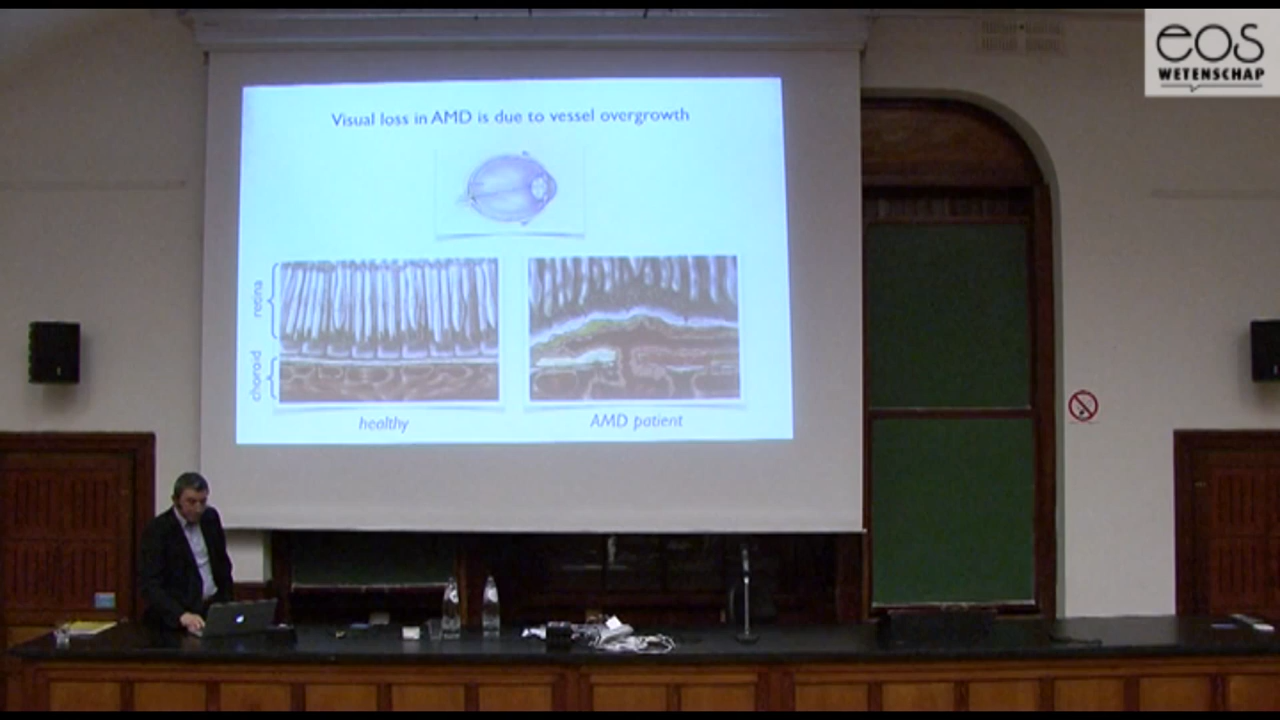 eos
WETENSCHAP
Visual loss in AMD is due to vessel overgrowth
retina
choroid
healthy
AMD patient